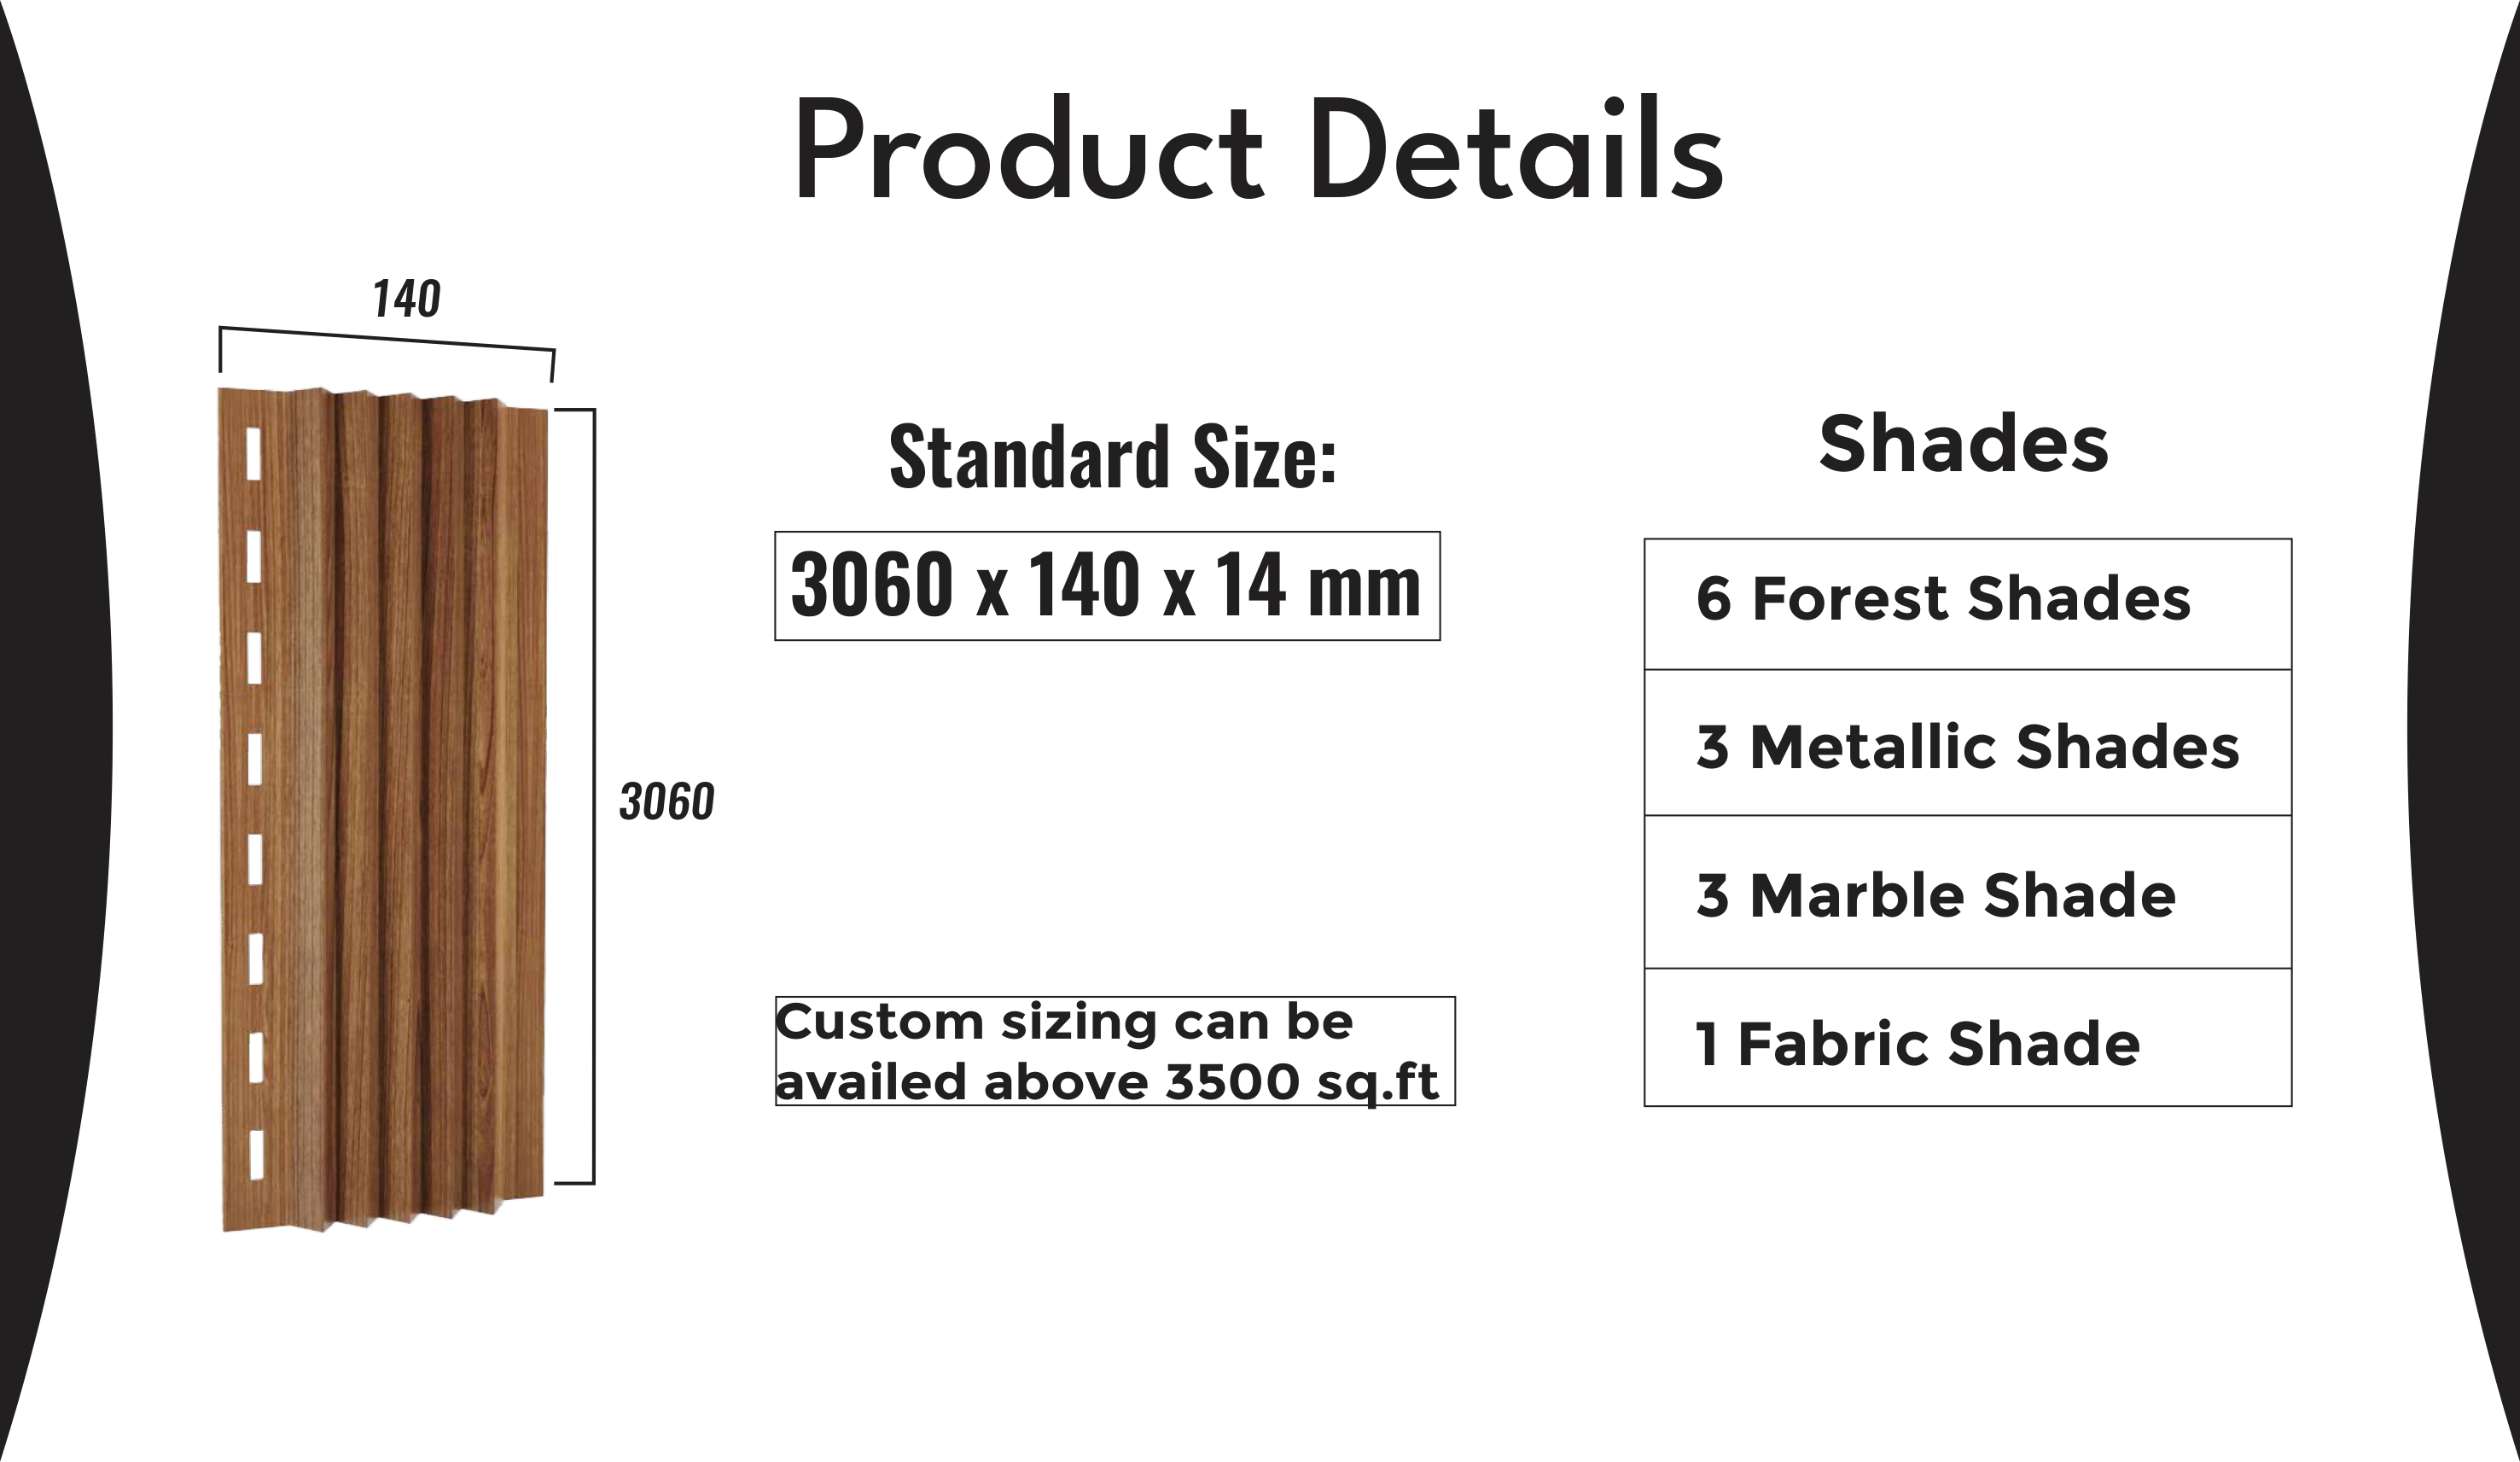 Product Details
140
3060
Standard Size:
3060 x 140 x 14 mm
Custom sizing can be
availed above 3500 sq.ft
Shades
6 Forest Shades
3 Metallic Shades
3 Marble Shade
1 Fabric Shade